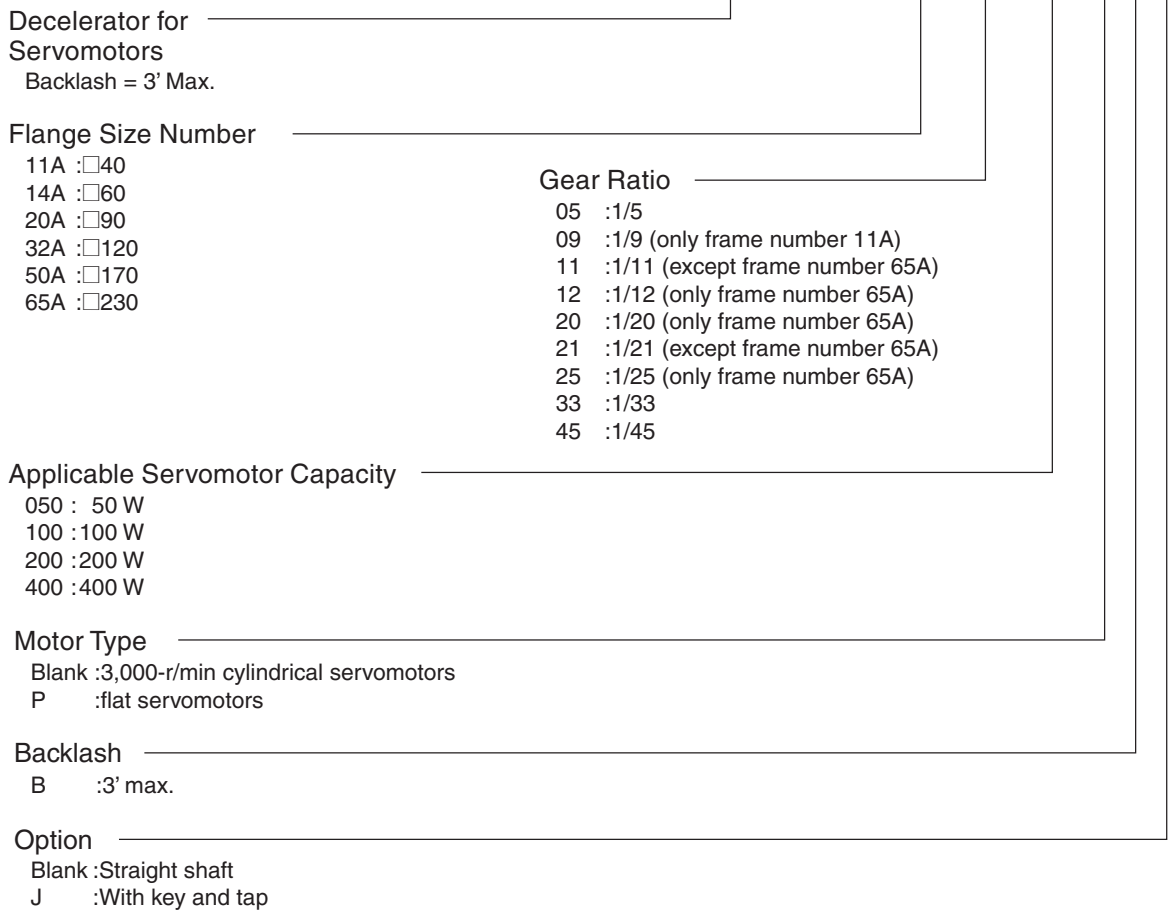 Decelerator for
Servomotors
Backlash = 3’ Max.
Flange Size Number
11A :□40
14A :□60
20A :□90
32A :□120
50A :□170
65A :□230
Gear Ratio
05 :1/5
09 :1/9 (only frame number 11A)
11 :1/11 (except frame number 65A)
12 :1/12 (only frame number 65A)
20 :1/20 (only frame number 65A)
21 :1/21 (except frame number 65A)
25 :1/25 (only frame number 65A)
33 :1/33
45 :1/45
Applicable Servomotor Capacity
050 : 50 W
100 :100 W
200 :200 W
400 :400 W
Motor Type
Blank :3,000-r/min cylindrical servomotors
P :flat servomotors
Backlash
B :3’ max.
Option
Blank :Straight shaft
J :With key and tap